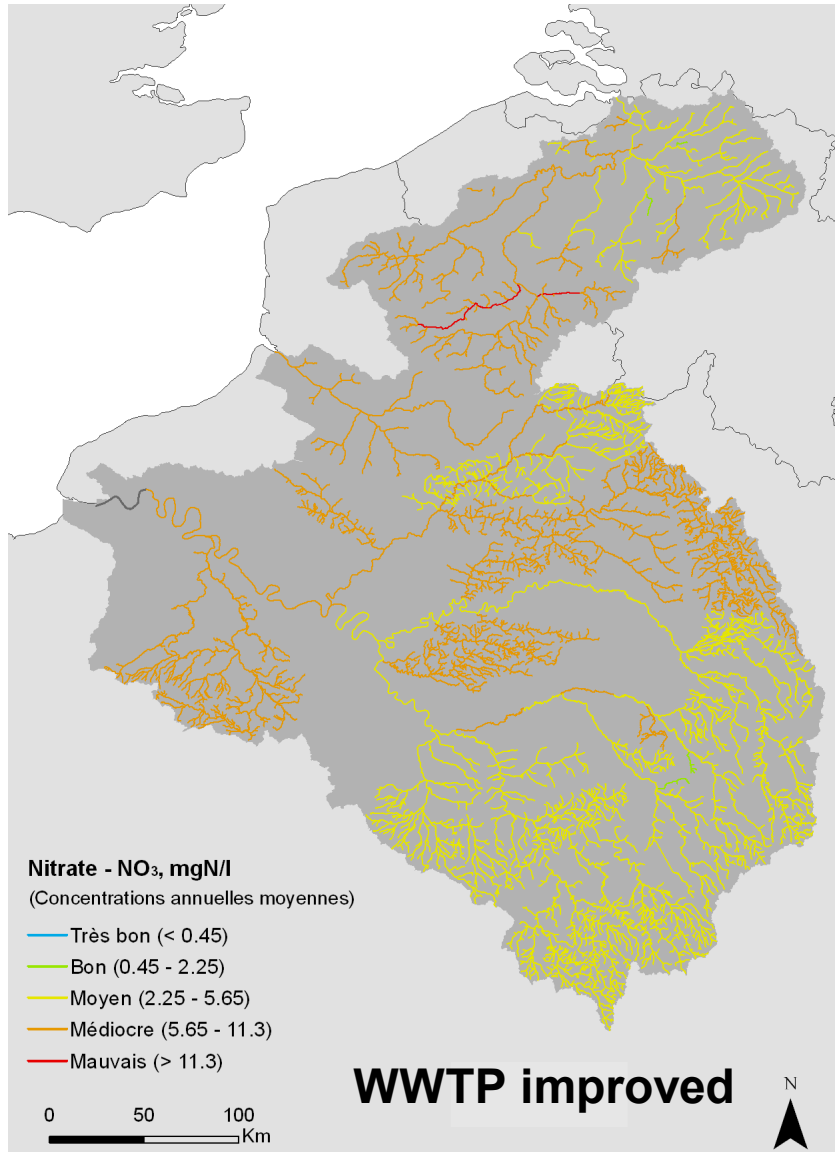 Nitrate - NO₃, mgN/l
(Concentrations annuelles moyennes)
Très bon (< 0.45)
Bon (0.45 - 2.25)
Moyen (2.25 - 5.65)
Médiocre (5.65 - 11.3)
Mauvais (> 11.3)
WWTP improved
N
0 50 100
Km